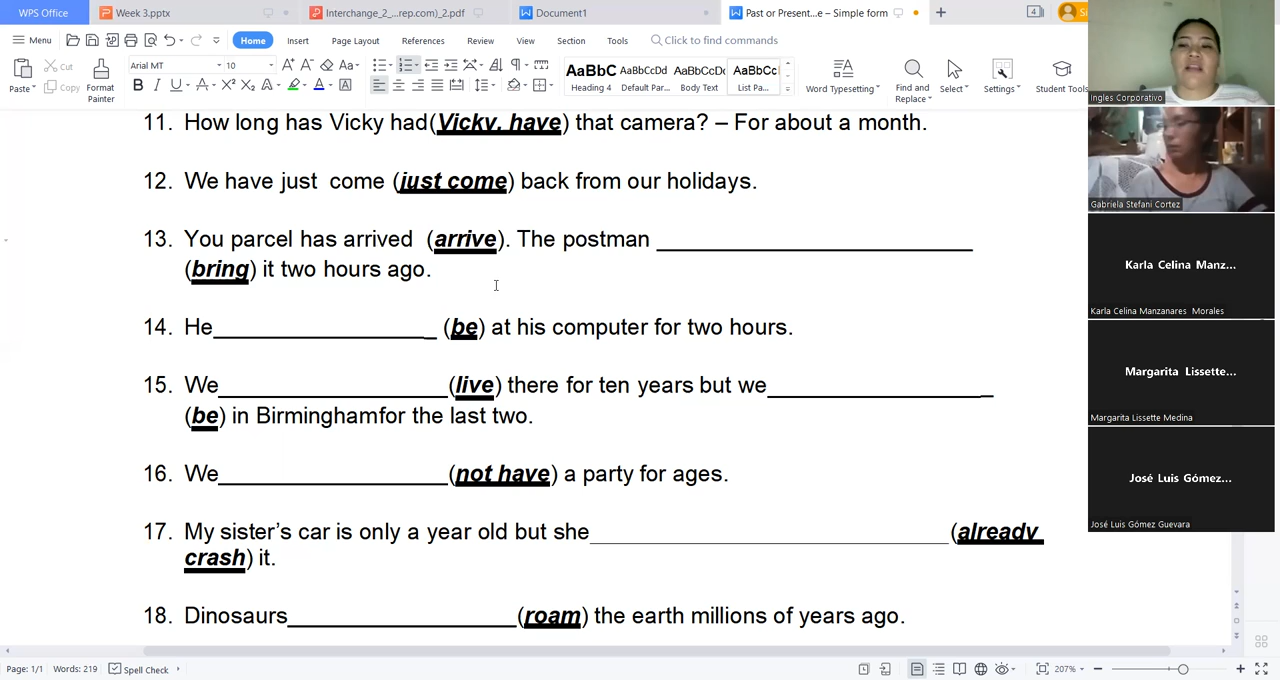 WPS Office
Week 3.pptx
Interchange_2_...rep.com)_2.pdf
Document1
Past or Present...e – Simple form
4
Menu
Home
Insert
Page Layout
References
Review
View
Section
Tools
Click to find commands
Paste
Cut
Copy
Format Painter
Arial MT
10
AaBbC
Heading 4
AaBbCcDd
Default Par...
AaBbCcDc
Body Text
AaBbCcI
List Pa...
Word Typesetting
Find and Replace
Select
Settings
Student Tools
11. How long has Vicky had(Vicky, have) that camera? – For about a month.
12. We have just come (just come) back from our holidays.
13. You parcel has arrived (arrive). The postman ____________
(bring) it two hours ago.
14. He____________ (be) at his computer for two hours.
15. We____________(live) there for ten years but we____________
(be) in Birminghamfor the last two.
16. We____________(not have) a party for ages.
17. My sister's car is only a year old but she____________(already
crash) it.
18. Dinosaurs____________(roam) the earth millions of years ago.
Ingles Corporativo
Gabriela Stefani Cortez
Karla Celina Manz...
Karla Celina Manzanares Morales
Margarita Lissette...
Margarita Lissette Medina
José Luis Gómez...
José Luis Gómez Guevara
Page: 1/1
Words: 219
Spell Check
207%